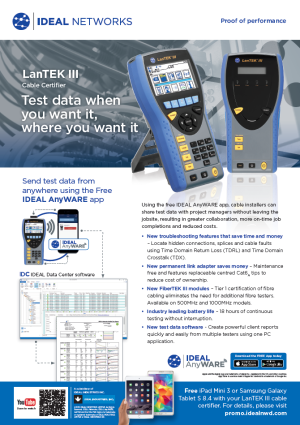 IDEAL NETWORKS
Proof of performance
LanTEK III
Cable Certifier
Test data when
you want it,
where you want it
Send test data from
anywhere using the Free
IDEAL AnyWARE app
IDEAL
AnyWARE
IDC IDEAL Data Center software
Using the free IDEAL AnyWARE app, cable installers can
share test data with project managers without leaving the
jobsite, resulting in greater collaboration, more on-time job
completions and reduced costs.
• New troubleshooting features that save time and money
- Locate hidden connections, splices and cable faults
using Time Domain Return Loss (TDRL) and Time Domain
Crosstalk (TDX).
• New permanent link adapter saves money - Maintenance
free and features replaceable centred Cat6A tips to
reduce cost of ownership.
• New FiberTEK III modules - Tier 1 certification of fibre
cabling eliminates the need for additional fibre testers.
Available on 500MHz and 1000MHz models.
• Industry leading battery life - 18 hours of continuous
testing without interruption.
• New test data software - Create powerful client reports
quickly and easily from multiple testers using one PC
application.
IDEAL
AnyWARE
YouTube
Free iPad Mini 3 or Samsung Galaxy
Tablet S 8.4 with your LanTEK III cable
certifier. For details, please visit
promo.idealnwd.com